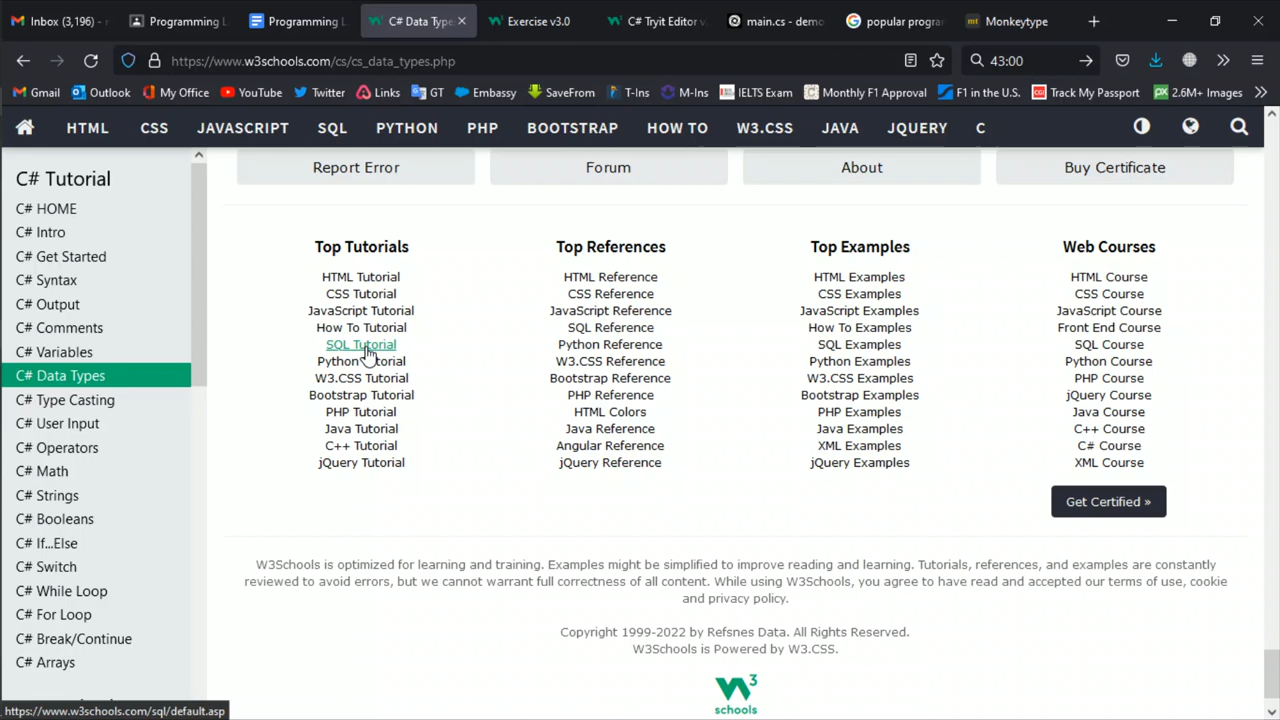 Inbox (3,196) -
Programming L
Programming L
C# Data Type
Exercise v3.0
C# Tryit Editor v
main.cs - demo
popular progra
Monkeytype
https://www.w3schools.com/cs/cs_data_types.php
43:00
Gmail
Outlook
My Office
YouTube
Twitter
Links
GT
Embassy
SaveFrom
T-Ins
M-Ins
IELTS Exam
Monthly F1 Approval
F1 in the U.S.
Track My Passport
2.6M+ Images
HTML
CSS
JAVASCRIPT
SQL
PYTHON
PHP
BOOTSTRAP
HOW TO
W3.CSS
JAVA
JQUERY
C
C# Tutorial
C# HOME
C# Intro
C# Get Started
C# Syntax
C# Output
C# Comments
C# Variables
C# Data Types
C# Type Casting
C# User Input
C# Operators
C# Math
C# Strings
C# Booleans
C# If...Else
C# Switch
C# While Loop
C# For Loop
C# Break/Continue
C# Arrays
Report Error
Forum
About
Buy Certificate
Top Tutorials
HTML Tutorial
CSS Tutorial
JavaScript Tutorial
How To Tutorial
SQL Tutorial
Python Tutorial
W3.CSS Tutorial
Bootstrap Tutorial
PHP Tutorial
Java Tutorial
C++ Tutorial
jQuery Tutorial
Top References
HTML Reference
CSS Reference
JavaScript Reference
SQL Reference
Python Reference
W3.CSS Reference
Bootstrap Reference
PHP Reference
HTML Colors
Java Reference
Angular Reference
jQuery Reference
Top Examples
HTML Examples
CSS Examples
JavaScript Examples
How To Examples
SQL Examples
Python Examples
W3.CSS Examples
Bootstrap Examples
PHP Examples
Java Examples
XML Examples
jQuery Examples
Web Courses
HTML Course
CSS Course
JavaScript Course
Front End Course
SQL Course
Python Course
PHP Course
jQuery Course
Java Course
C++ Course
C# Course
XML Course
Get Certified »
W3Schools is optimized for learning and training. Examples might be simplified to improve reading and learning. Tutorials, references, and examples are constantly
reviewed to avoid errors, but we cannot warrant full correctness of all content. While using W3Schools, you agree to have read and accepted our terms of use, cookie
and privacy policy.
Copyright 1999-2022 by Refsnes Data. All Rights Reserved.
W3Schools is Powered by W3.CSS.
W3
schools
https://www.w3schools.com/sql/default.asp